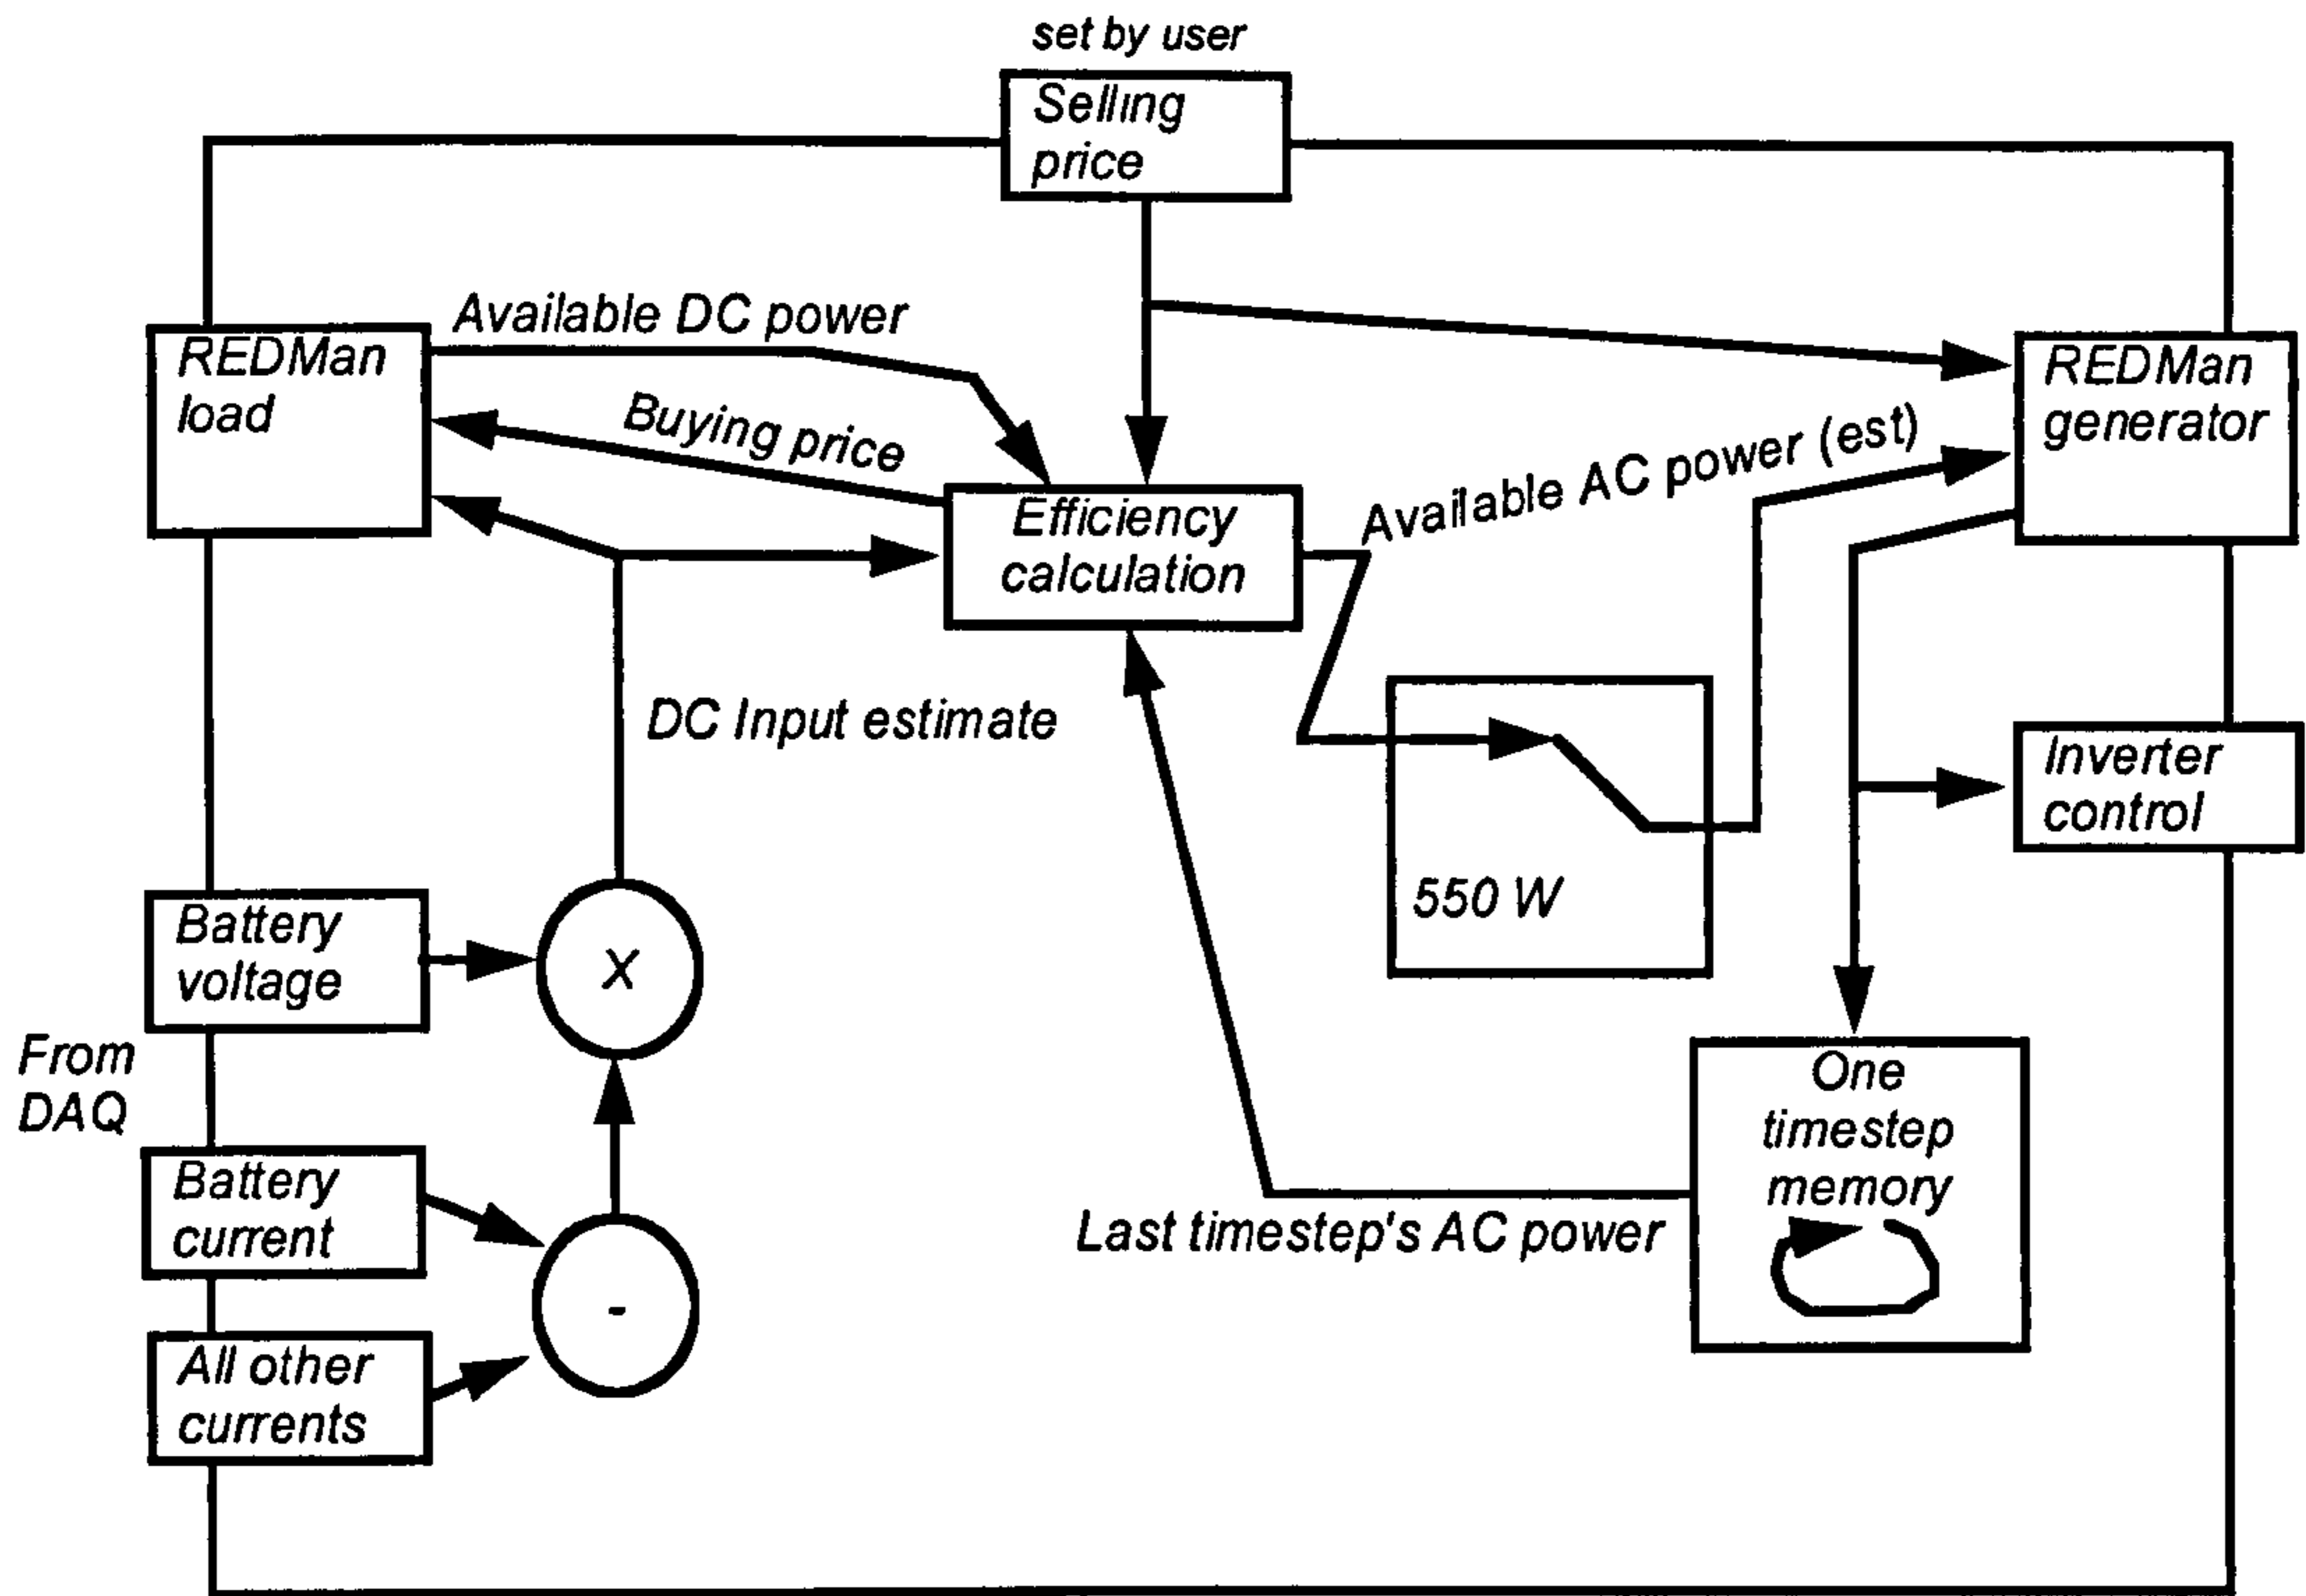 set by user
Selling
price
Available DC power
REDMan
load
Buying price
REDMan
generator
Available AC power (est)
Efficiency
calculation
DC Input estimate
Inverter
control
550 W
Battery
voltage
X
From
DAQ
One
timestep
memory
Battery
current
Last timestep's AC power
-
All other
currents